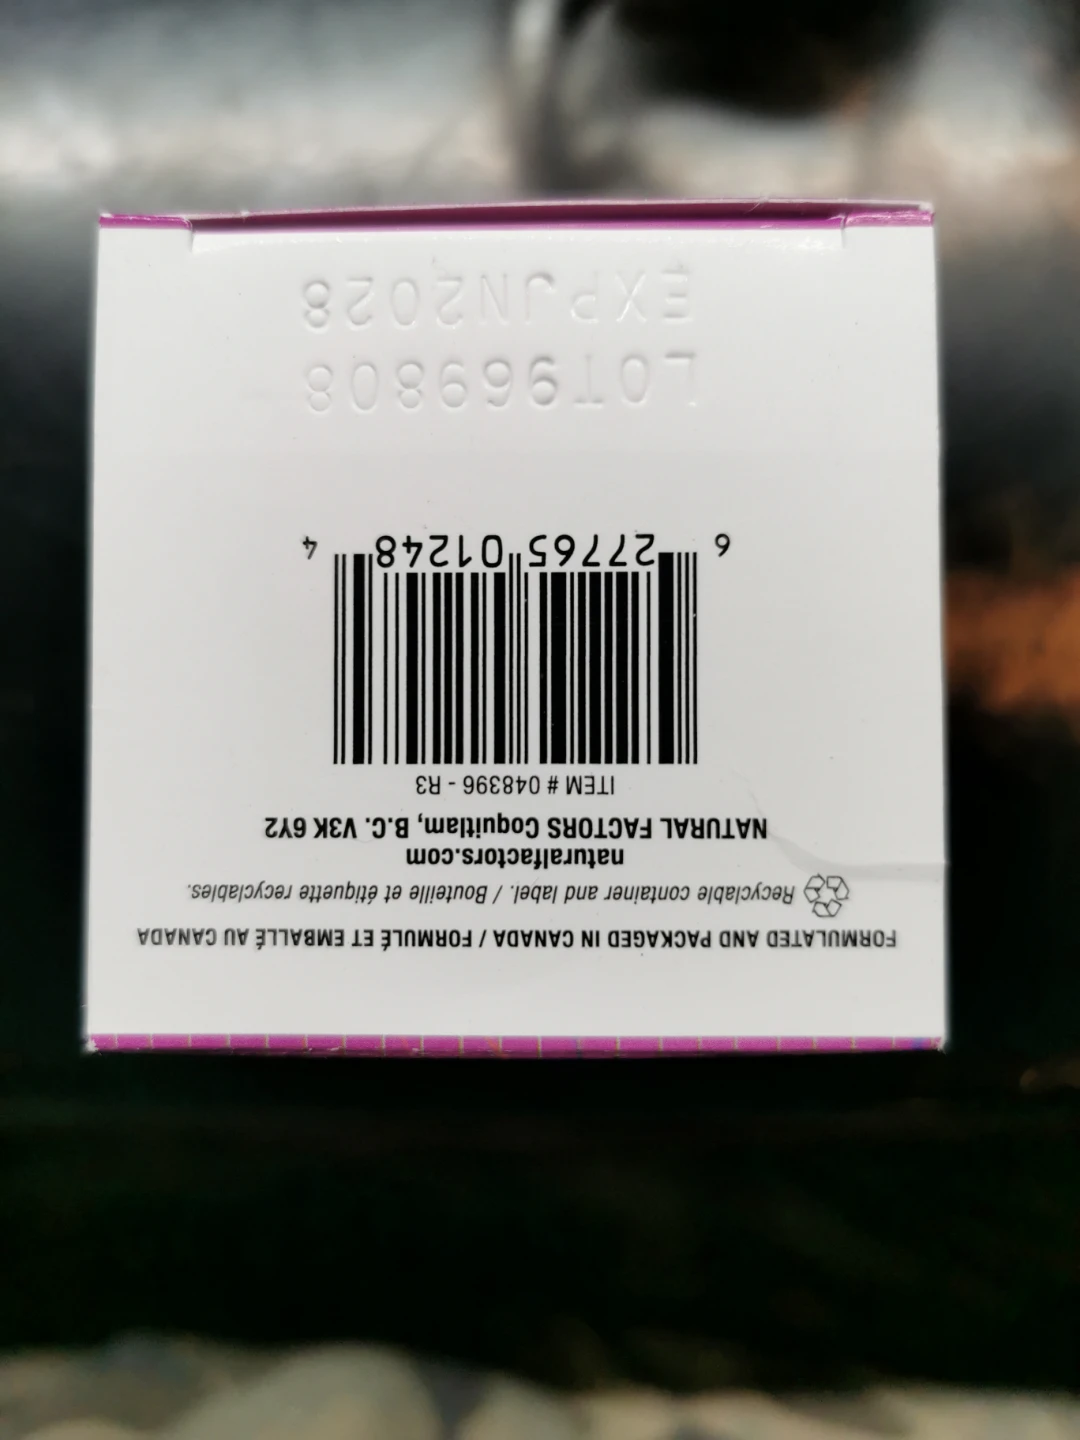 FORMULATED AND PACKAGED IN CANADA / FORMULÉ ET EMBALLÉ AU CANADA
Recyclable container and label. / Bouteille et étiquette recyclables.
naturalfactors.com
NATURAL FACTORS Coquitlam, B.C. V3K 6Y2
ITEM # 048396 - R3
6 27765 01248 4
LOT969808
EXPJN2028